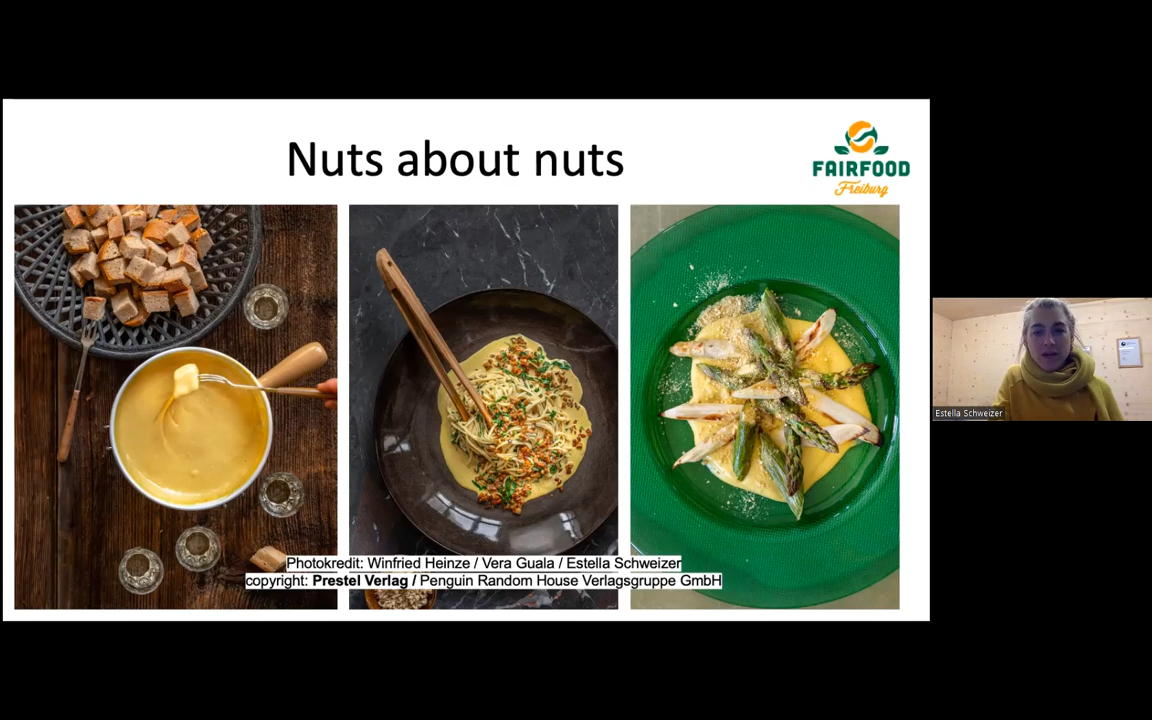 Nuts about nuts
FAIRFOOD
Freiburg
Photokredit: Winfried Heinze / Vera Guala / Estella Schweizer
copyright: Prestel Verlag / Penguin Random House Verlagsgruppe GmbH
Estella Schweizer